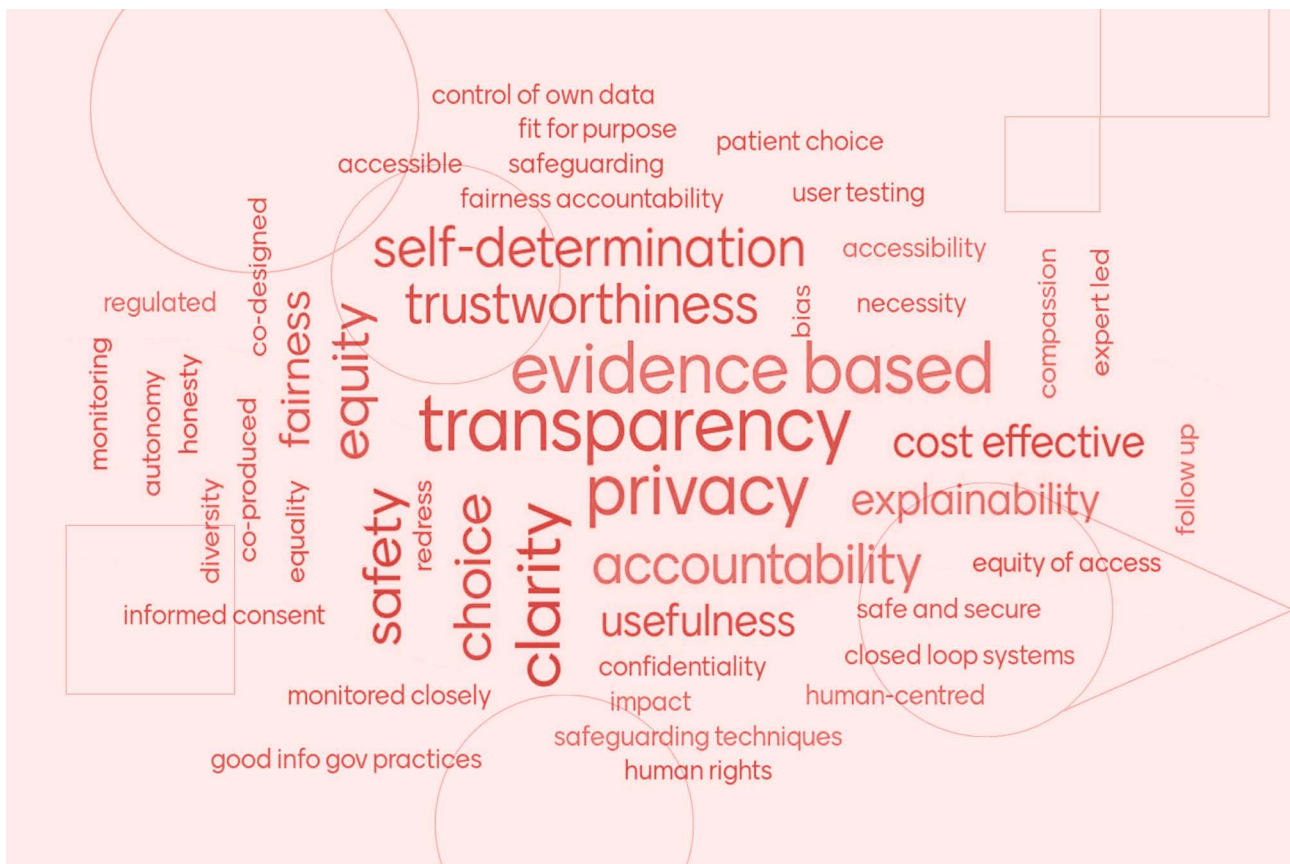 control of own data
fit for purpose
patient choice
accessible
safeguarding
fairness accountability
user testing
self-determination
accessibility
regulated
co-designed
fairness
equity
trustworthiness
bias
necessity
compassion
expert led
monitoring
autonomy
honesty
evidence based
transparency
cost effective
follow up
diversity
co-produced
equality
safety
redress
choice
clarity
privacy
explainability
accountability
equity of access
informed consent
usefulness
safe and secure
confidentiality
closed loop systems
monitored closely
impact
human-centred
safeguarding techniques
good info gov practices
human rights